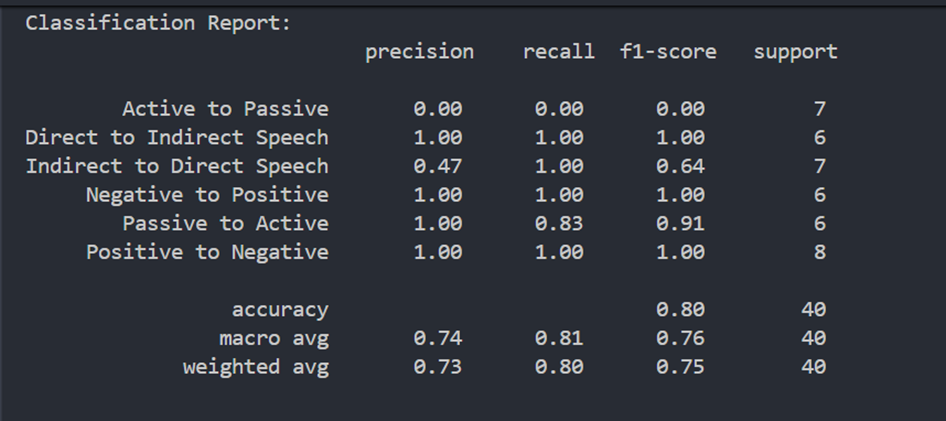 Classification Report:
precision recall f1-score support
Active to Passive 0.00 0.00 0.00 7
Direct to Indirect Speech 1.00 1.00 1.00 6
Indirect to Direct Speech 0.47 1.00 0.64 7
Negative to Positive 1.00 1.00 1.00 6
Passive to Active 1.00 0.83 0.91 6
Positive to Negative 1.00 1.00 1.00 8
accuracy 0.80 40
macro avg 0.74 0.81 0.76 40
weighted avg 0.73 0.80 0.75 40